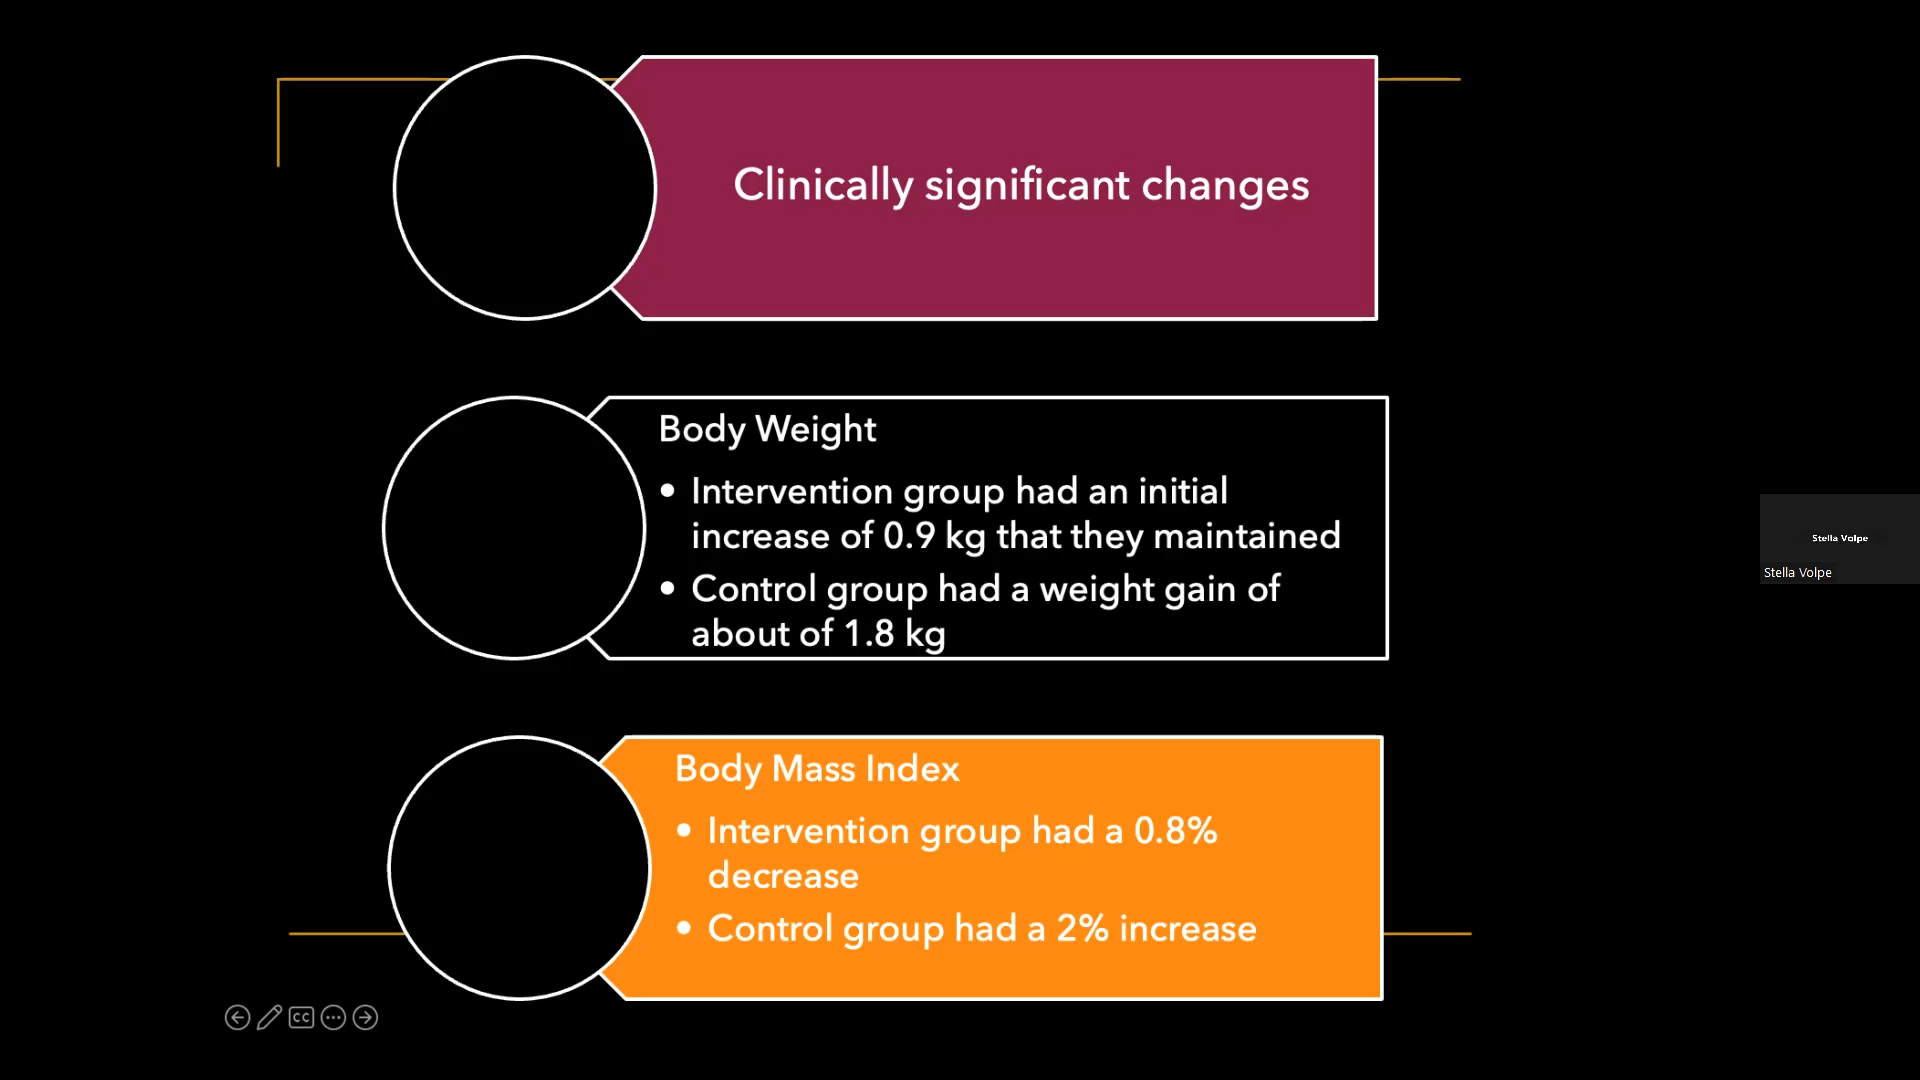 Clinically significant changes
Body Weight
• Intervention group had an initial
increase of 0.9 kg that they maintained
• Control group had a weight gain of
about of 1.8 kg
Stella Volpe
Stella Volpe
Body Mass Index
• Intervention group had a 0.8%
decrease
• Control group had a 2% increase
CC